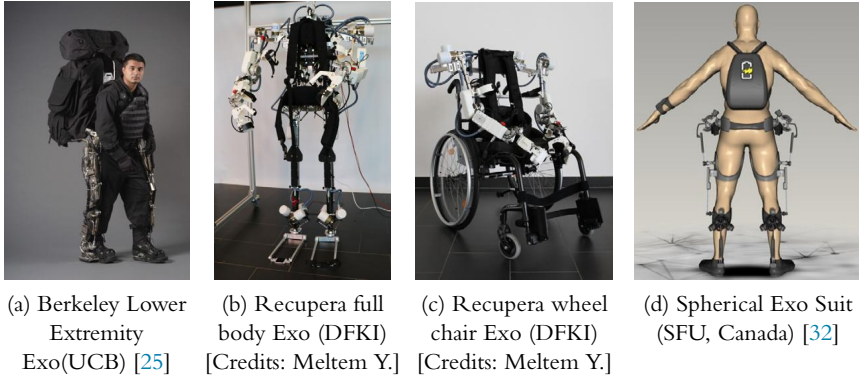 (a) Berkeley Lower
Extremity
Exo(UCB) [25]
(b) Recupera full
body Exo (DFKI)
[Credits: Meltem Y.]
(c) Recupera wheel
chair Exo (DFKI)
[Credits: Meltem Y.]
(d) Spherical Exo Suit
(SFU, Canada) [32]